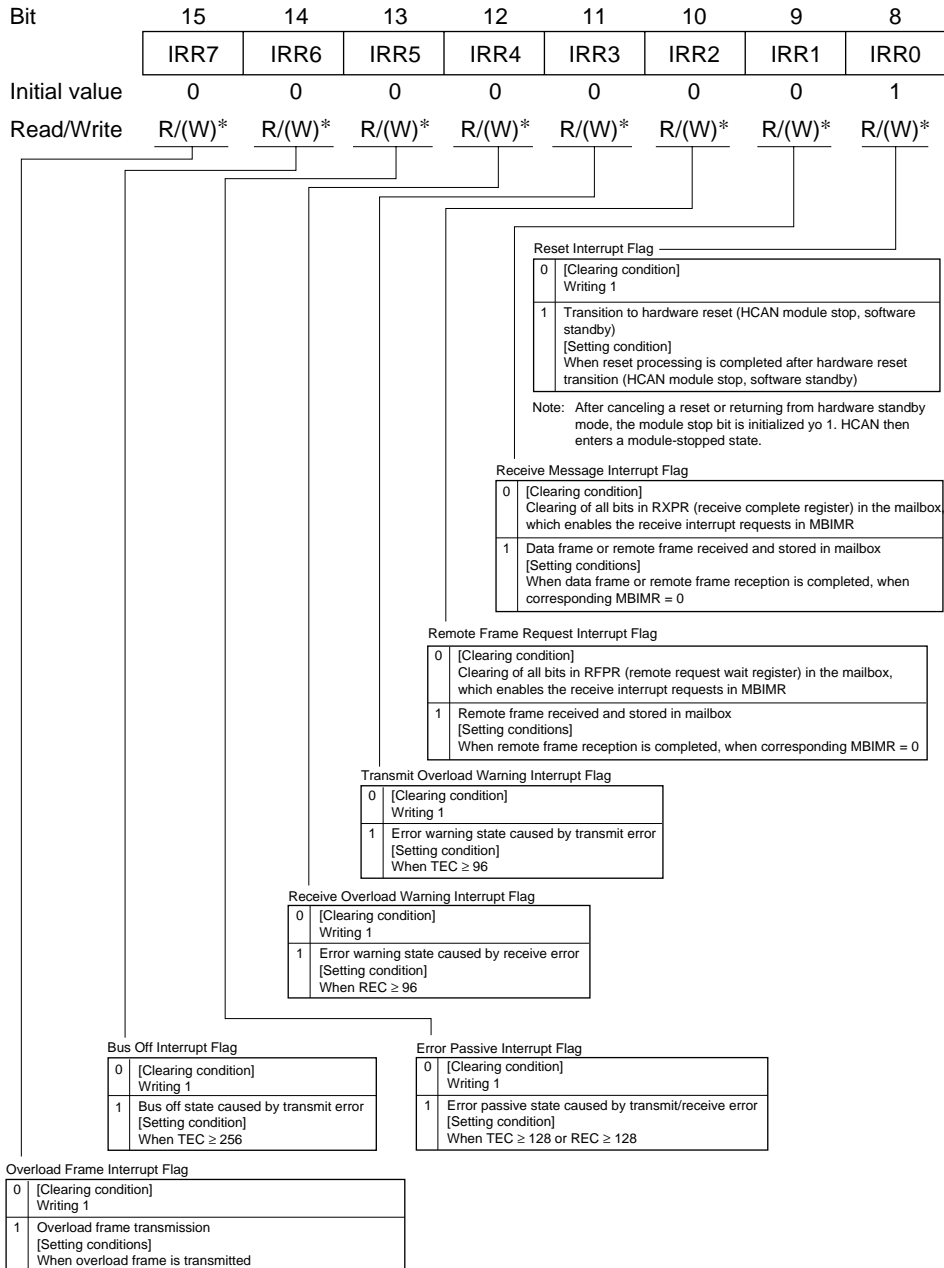 Bit 15 14 13 12 11 10 9 8
IRR7 IRR6 IRR5 IRR4 IRR3 IRR2 IRR1 IRR0
Initial value 0 0 0 0 0 0 0 1
Read/Write R/(W)* R/(W)* R/(W)* R/(W)* R/(W)* R/(W)* R/(W)* R/(W)*
Reset Interrupt Flag
0 [Clearing condition]
Writing 1
1 Transition to hardware reset (HCAN module stop, software
standby)
[Setting condition]
When reset processing is completed after hardware reset
transition (HCAN module stop, software standby)
Note: After canceling a reset or returning from hardware standby
mode, the module stop bit is initialized yo 1. HCAN then
enters a module-stopped state.
Receive Message Interrupt Flag
0 [Clearing condition]
Clearing of all bits in RXPR (receive complete register) in the mailbox,
which enables the receive interrupt requests in MBIMR
1 Data frame or remote frame received and stored in mailbox
[Setting conditions]
When data frame or remote frame reception is completed, when
corresponding MBIMR = 0
Remote Frame Request Interrupt Flag
0 [Clearing condition]
Clearing of all bits in RFPR (remote request wait register) in the mailbox,
which enables the receive interrupt requests in MBIMR
1 Remote frame received and stored in mailbox
[Setting conditions]
When remote frame reception is completed, when corresponding MBIMR = 0
Transmit Overload Warning Interrupt Flag
0 [Clearing condition]
Writing 1
1 Error warning state caused by transmit error
[Setting condition]
When TEC ≥ 96
Receive Overload Warning Interrupt Flag
0 [Clearing condition]
Writing 1
1 Error warning state caused by receive error
[Setting condition]
When REC ≥ 96
Bus Off Interrupt Flag
0 [Clearing condition]
Writing 1
1 Bus off state caused by transmit error
[Setting condition]
When TEC ≥ 256
Error Passive Interrupt Flag
0 [Clearing condition]
Writing 1
1 Error passive state caused by transmit/receive error
[Setting condition]
When TEC ≥ 128 or REC ≥ 128
Overload Frame Interrupt Flag
0 [Clearing condition]
Writing 1
1 Overload frame transmission
[Setting conditions]
When overload frame is transmitted